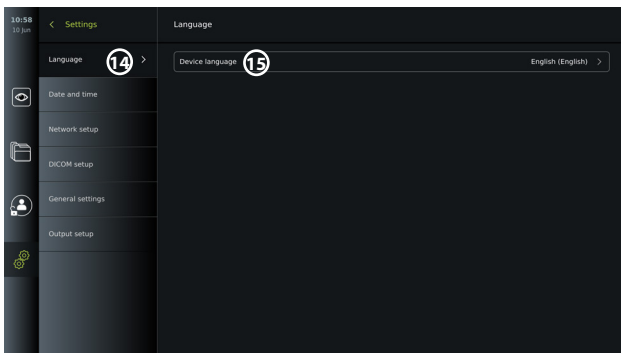 10:58
10 Jun
Settings
Language
Language
14
Device language
15
English (English)
Date and time
Network setup
DICOM setup
General settings
Output setup